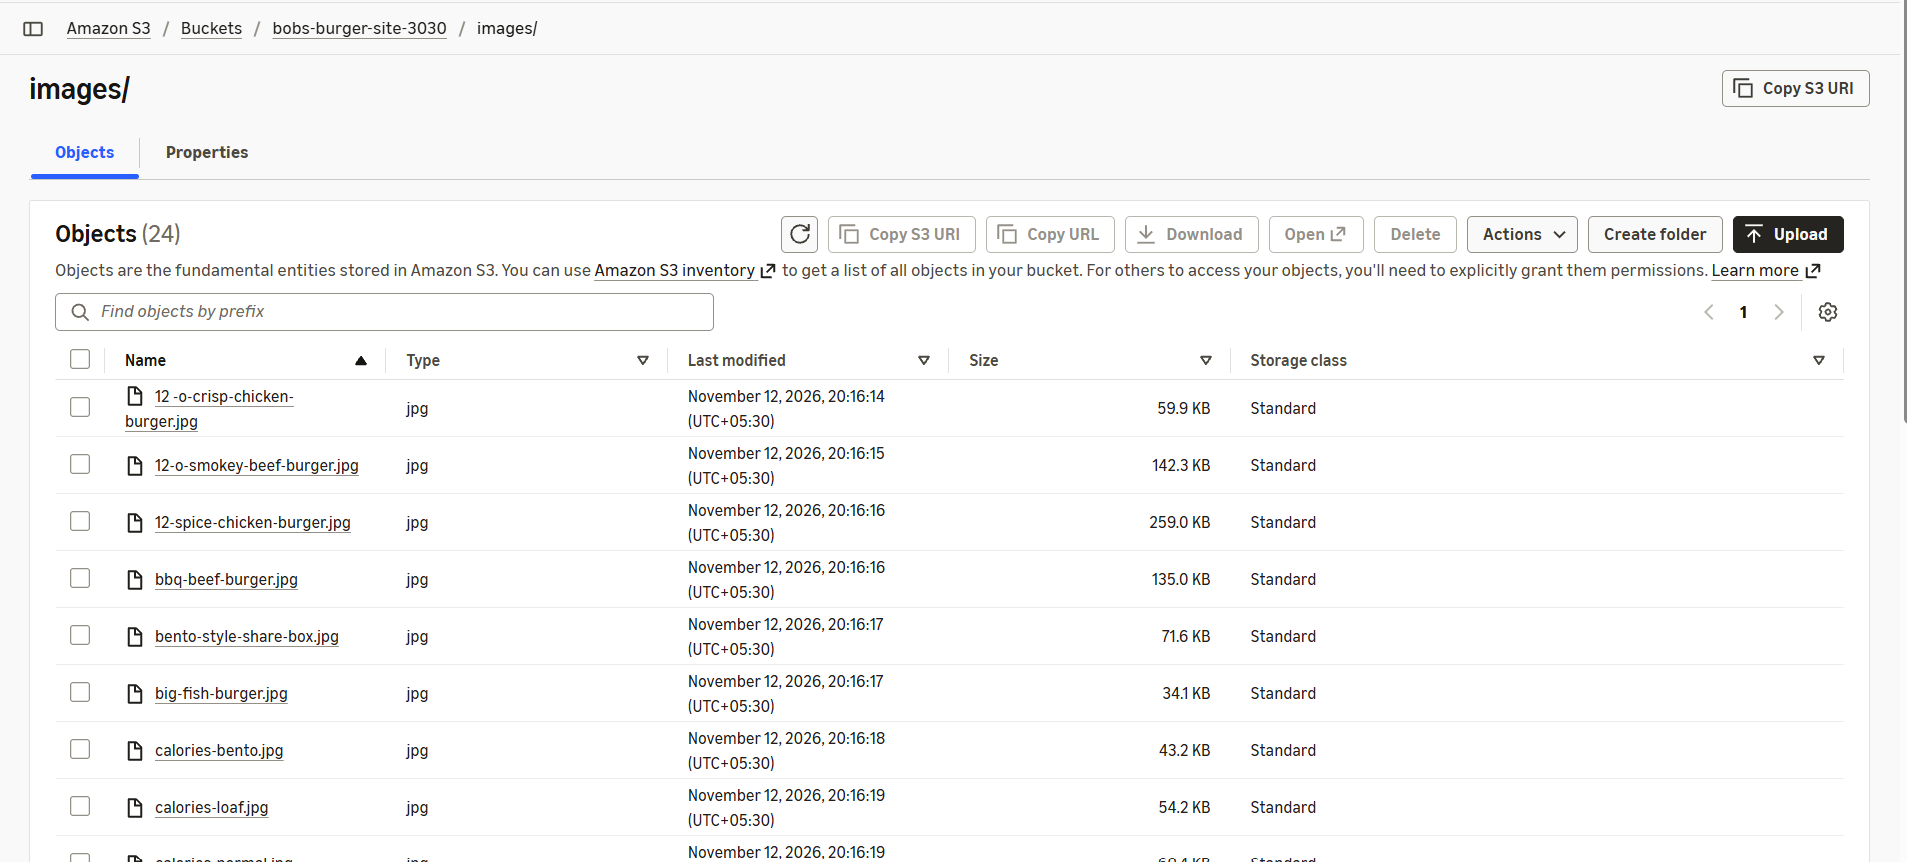 Amazon S3 / Buckets / bobs-burger-site-3030 / images/
images/
Copy S3 URI
Objects Properties
Objects (24)
Copy S3 URI Copy URL Download Open Delete Actions Create folder Upload
Objects are the fundamental entities stored in Amazon S3. You can use Amazon S3 inventory to get a list of all objects in your bucket. For others to access your objects, you'll need to explicitly grant them permissions. Learn more
Find objects by prefix
1
Name Type Last modified Size Storage class
12 -o-crisp-chicken-
burger.jpg
jpg
November 12, 2026, 20:16:14
(UTC+05:30)
59.9 KB
Standard
12-o-smokey-beef-burger.jpg
jpg
November 12, 2026, 20:16:15
(UTC+05:30)
142.3 KB
Standard
12-spice-chicken-burger.jpg
jpg
November 12, 2026, 20:16:16
(UTC+05:30)
259.0 KB
Standard
bbq-beef-burger.jpg
jpg
November 12, 2026, 20:16:16
(UTC+05:30)
135.0 KB
Standard
bento-style-share-box.jpg
jpg
November 12, 2026, 20:16:17
(UTC+05:30)
71.6 KB
Standard
big-fish-burger.jpg
jpg
November 12, 2026, 20:16:17
(UTC+05:30)
34.1 KB
Standard
calories-bento.jpg
jpg
November 12, 2026, 20:16:18
(UTC+05:30)
43.2 KB
Standard
calories-loaf.jpg
jpg
November 12, 2026, 20:16:19
(UTC+05:30)
54.2 KB
Standard
November 12, 2026, 20:16:19